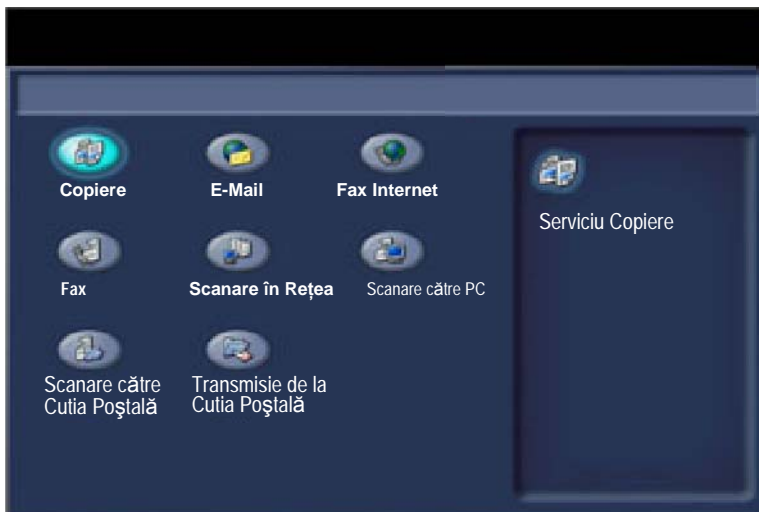 Copiere
E-Mail
Fax Internet
Serviciu Copiere
Fax
Scanare în Rețea
Scanare către PC
Scanare către
Cutia Poştală
Transmisie de la
Cutia Poştală